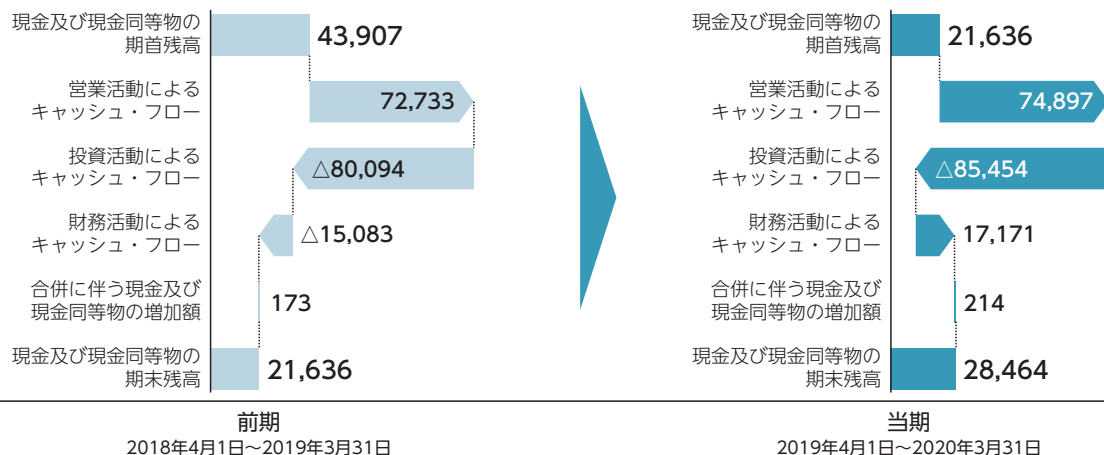 現金及び現金同等物の
期首残高
43,907
営業活動による
キャッシュ・フロー
72,733
投資活動による
キャッシュ・フロー
△80,094
財務活動による
キャッシュ・フロー
△15,083
合併に伴う現金及び
現金同等物の増加額
173
現金及び現金同等物の
期末残高
21,636
前期
2018年4月1日～2019年3月31日
現金及び現金同等物の
期首残高
21,636
営業活動による
キャッシュ・フロー
74,897
投資活動による
キャッシュ・フロー
△85,454
財務活動による
キャッシュ・フロー
17,171
合併に伴う現金及び
現金同等物の増加額
214
現金及び現金同等物の
期末残高
28,464
当期
2019年4月1日～2020年3月31日